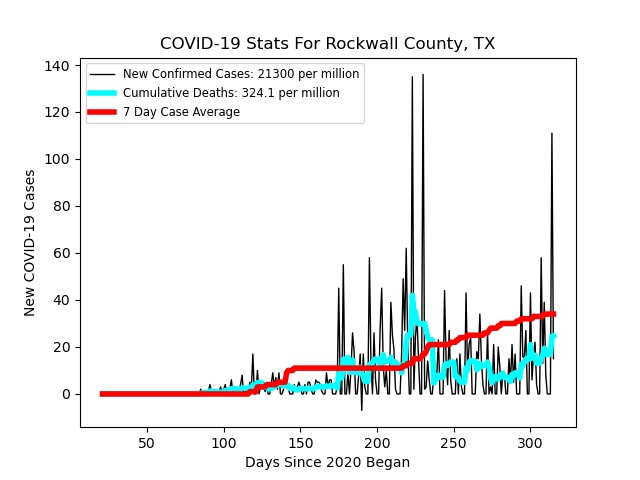 COVID-19 Stats For Rockwall County, TX
New Confirmed Cases: 21300 per million
Cumulative Deaths: 324.1 per million
7 Day Case Average
New COVID-19 Cases
140
120
100
80
60
40
20
0
50 100 150 200 250 300
Days Since 2020 Began